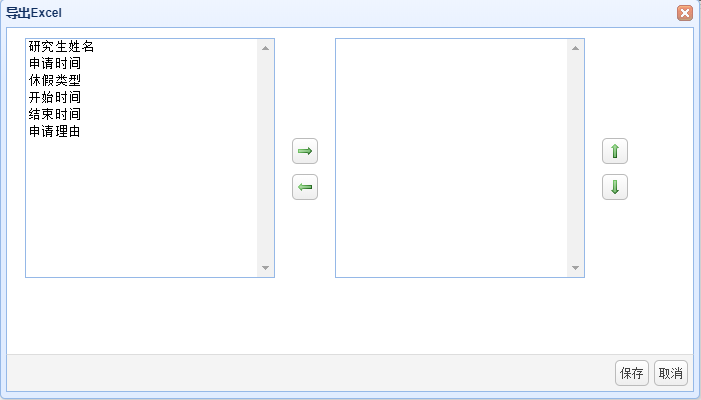 导出Excel
研究生姓名
申请时间
休假类型
开始时间
结束时间
申请理由
保存
取消